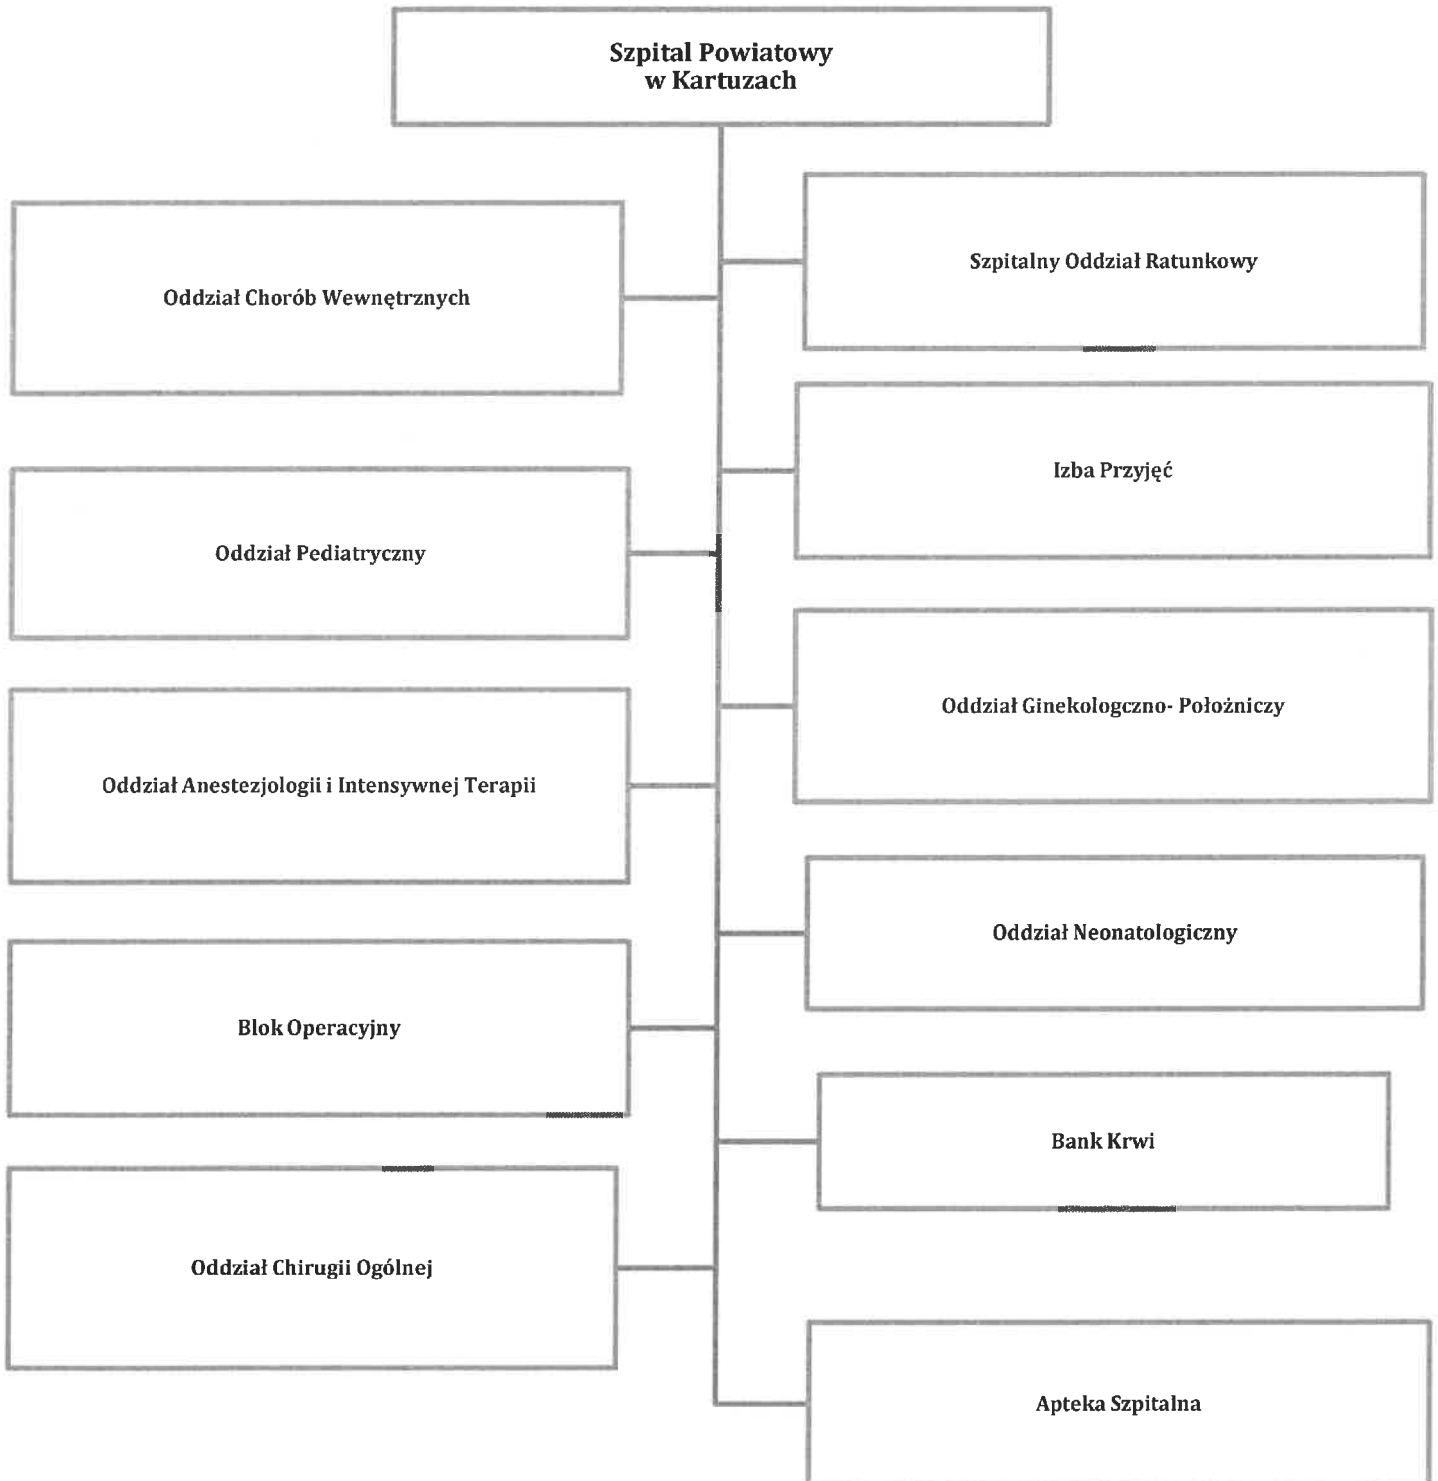 Szpital Powiatowy
w Kartuzach
Szpitalny Oddział Ratunkowy
Oddział Chorób Wewnętrznych
Izba Przyjęć
Oddział Pediatryczny
Oddział Ginekologczno- Położniczy
Oddział Anestezjologii i Intensywnej Terapii
Oddział Neonatologiczny
Blok Operacyjny
Bank Krwi
Oddział Chirugii Ogólnej
Apteka Szpitalna